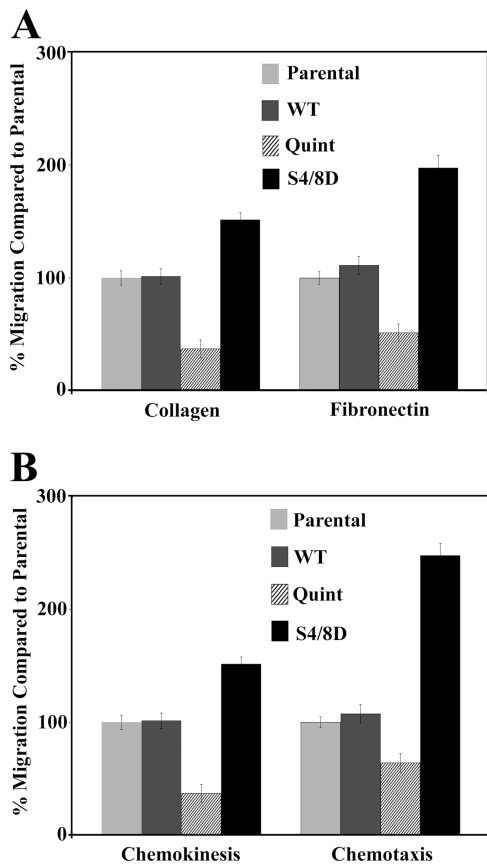 A
% Migration Compared to Parental
300
200
100
0
Parental
WT
Quint
S4/8D
Collagen
Fibronectin
B
% Migration Compared to Parental
300
200
100
0
Parental
WT
Quint
S4/8D
Chemokinesis
Chemotaxis